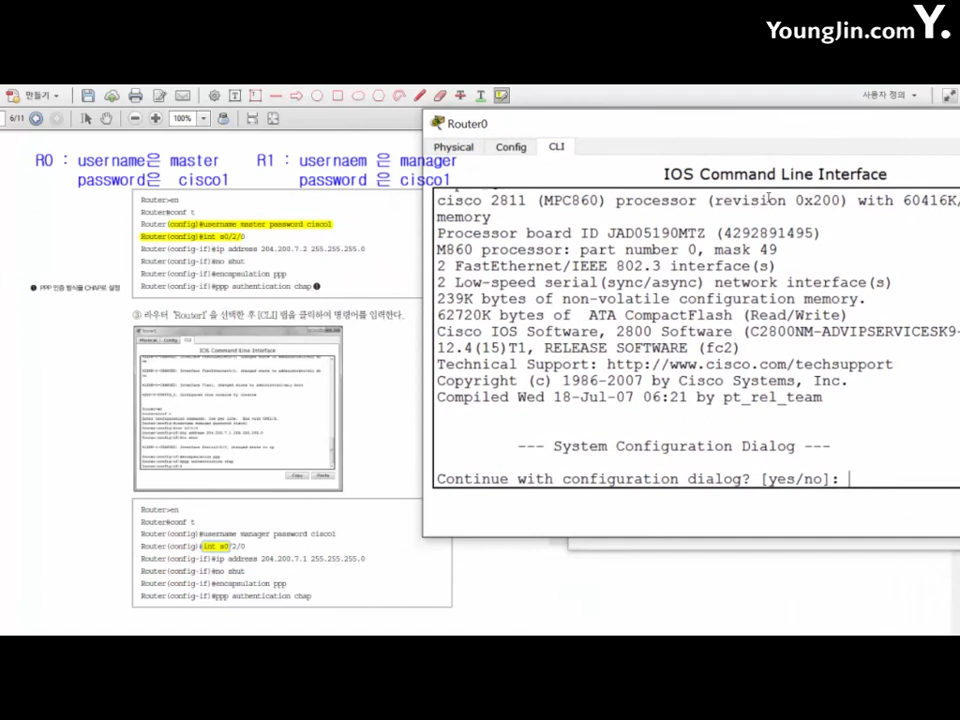 YoungJin.com Y.
만들기
사용자 정의
6/11
100%
R0 : username은 master R1 : usernaem 은 manager
password은 cisco1 password 은 cisco1
Router>en
Router#conf t
Router(config)#username master password cisco1
Router(config)#int s0/2/0
Router(config-if)#ip address 204.200.7.2 255.255.255.0
Router(config-if)#no shut
Router(config-if)#encapsulation ppp
Router(config-if)#ppp authentication chap❶
❶ PPP 인증 방식을 CHAP로 설정
③ 라우터 'Router1'을 선택한 후 [CLI] 탭을 클릭하여 명령어를 입력한다.
Physical Config CLI
IOS Command Line Interface
Copy Paste
Router>en
Router#conf t
Router(config)#username manager password cisco1
Router(config)#int s0/2/0
Router(config-if)#ip address 204.200.7.1 255.255.255.0
Router(config-if)#no shut
Router(config-if)#encapsulation ppp
Router(config-if)#ppp authentication chap
Router0
Physical Config CLI
IOS Command Line Interface
cisco 2811 (MPC860) processor (revision 0x200) with 60416K/
memory
Processor board ID JAD05190MTZ (4292891495)
M860 processor: part number 0, mask 49
2 FastEthernet/IEEE 802.3 interface(s)
2 Low-speed serial(sync/async) network interface(s)
239K bytes of non-volatile configuration memory.
62720K bytes of ATA CompactFlash (Read/Write)
Cisco IOS Software, 2800 Software (C2800NM-ADVIPSERVICESK9-
12.4(15)T1, RELEASE SOFTWARE (fc2)
Technical Support: http://www.cisco.com/techsupport
Copyright (c) 1986-2007 by Cisco Systems, Inc.
Compiled Wed 18-Jul-07 06:21 by pt_rel_team
--- System Configuration Dialog ---
Continue with configuration dialog? [yes/no]: